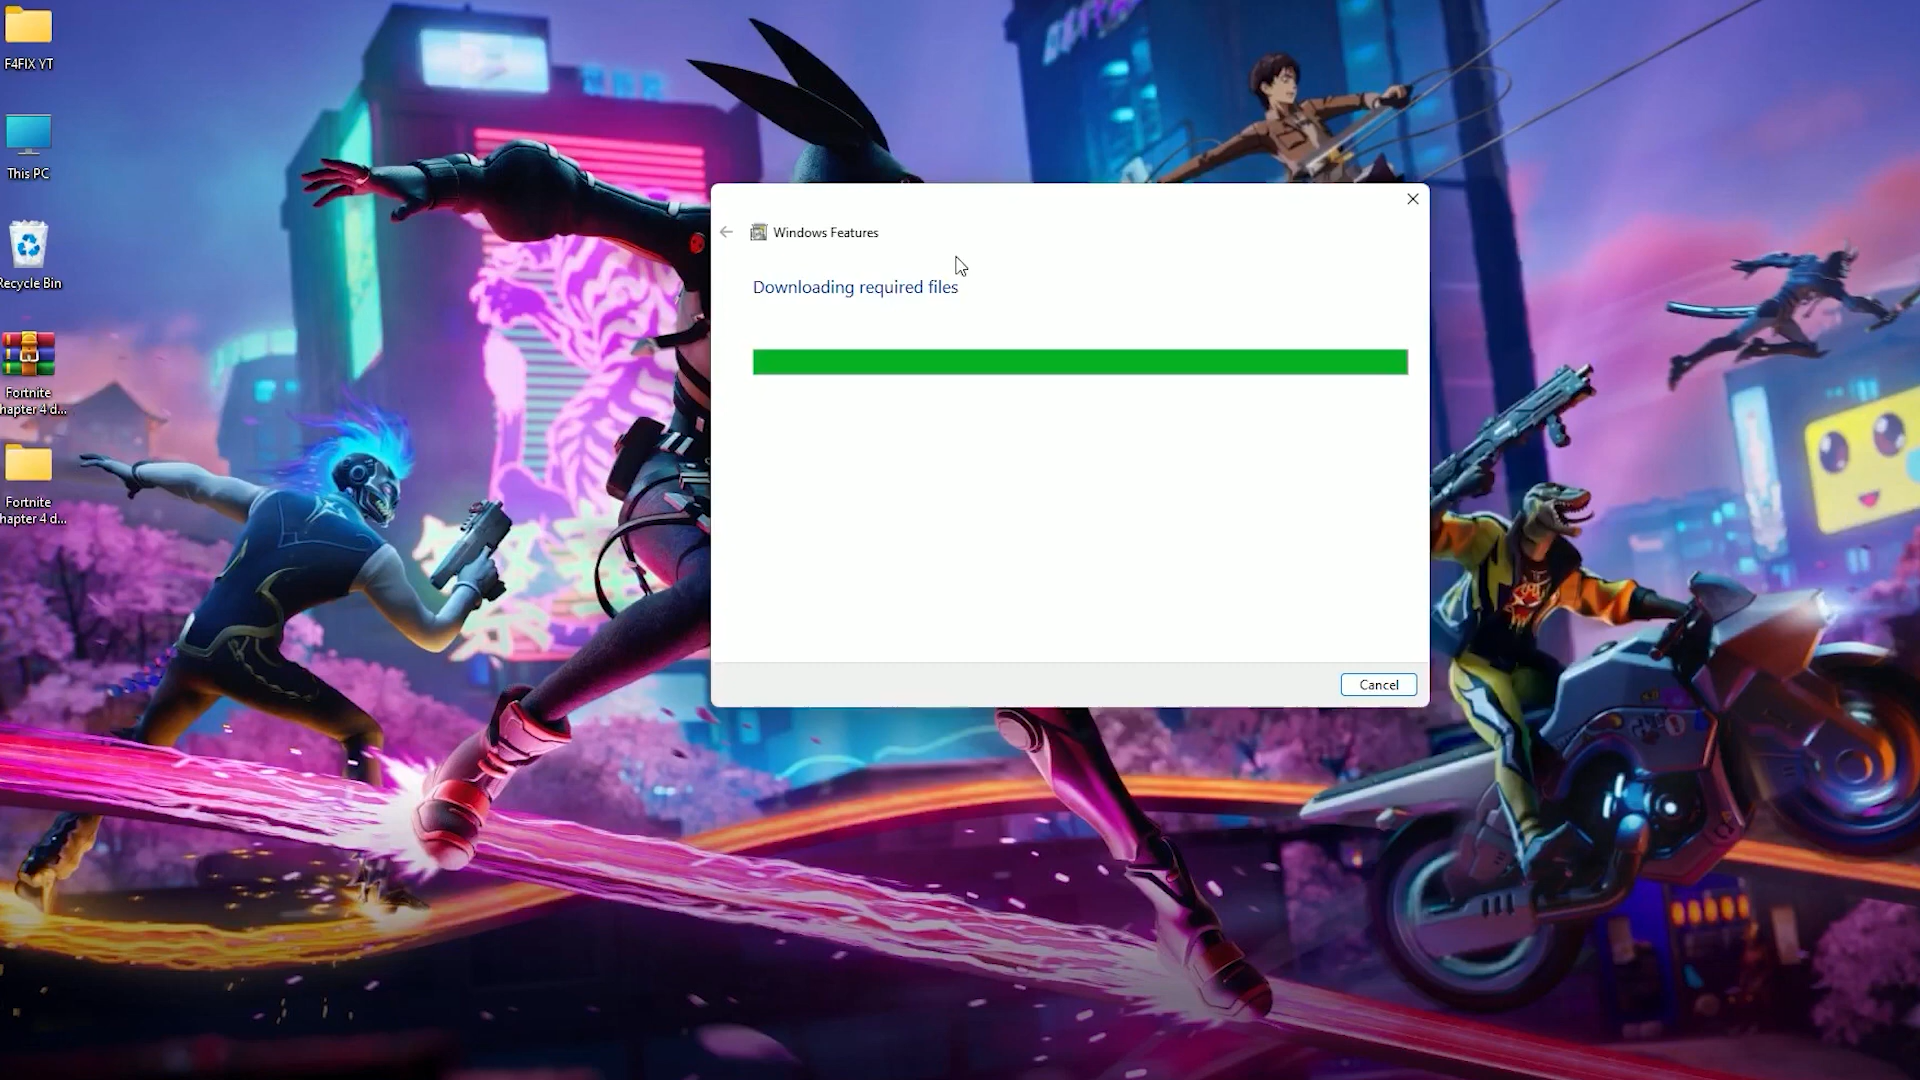 F4FIX YT
This PC
Recycle Bin
Fortnite
hapter 4 d...
Fortnite
hapter 4 d...
Windows Features
Downloading required files
Cancel